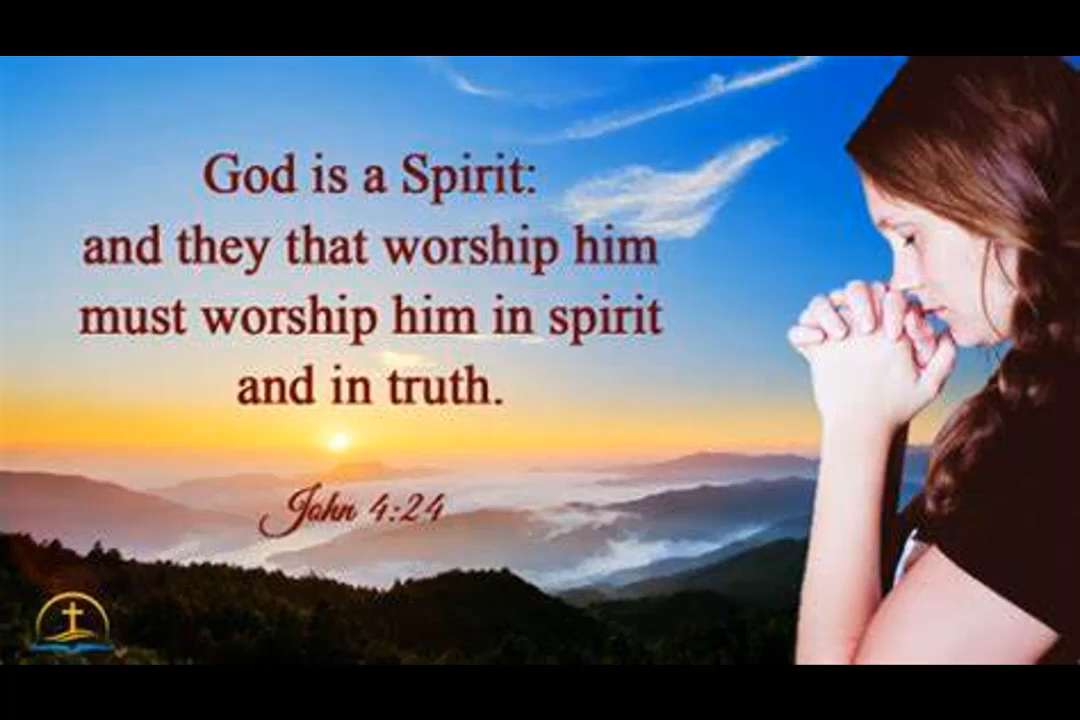 God is a Spirit:
and they that worship him
must worship him in spirit
and in truth.
John 4:24